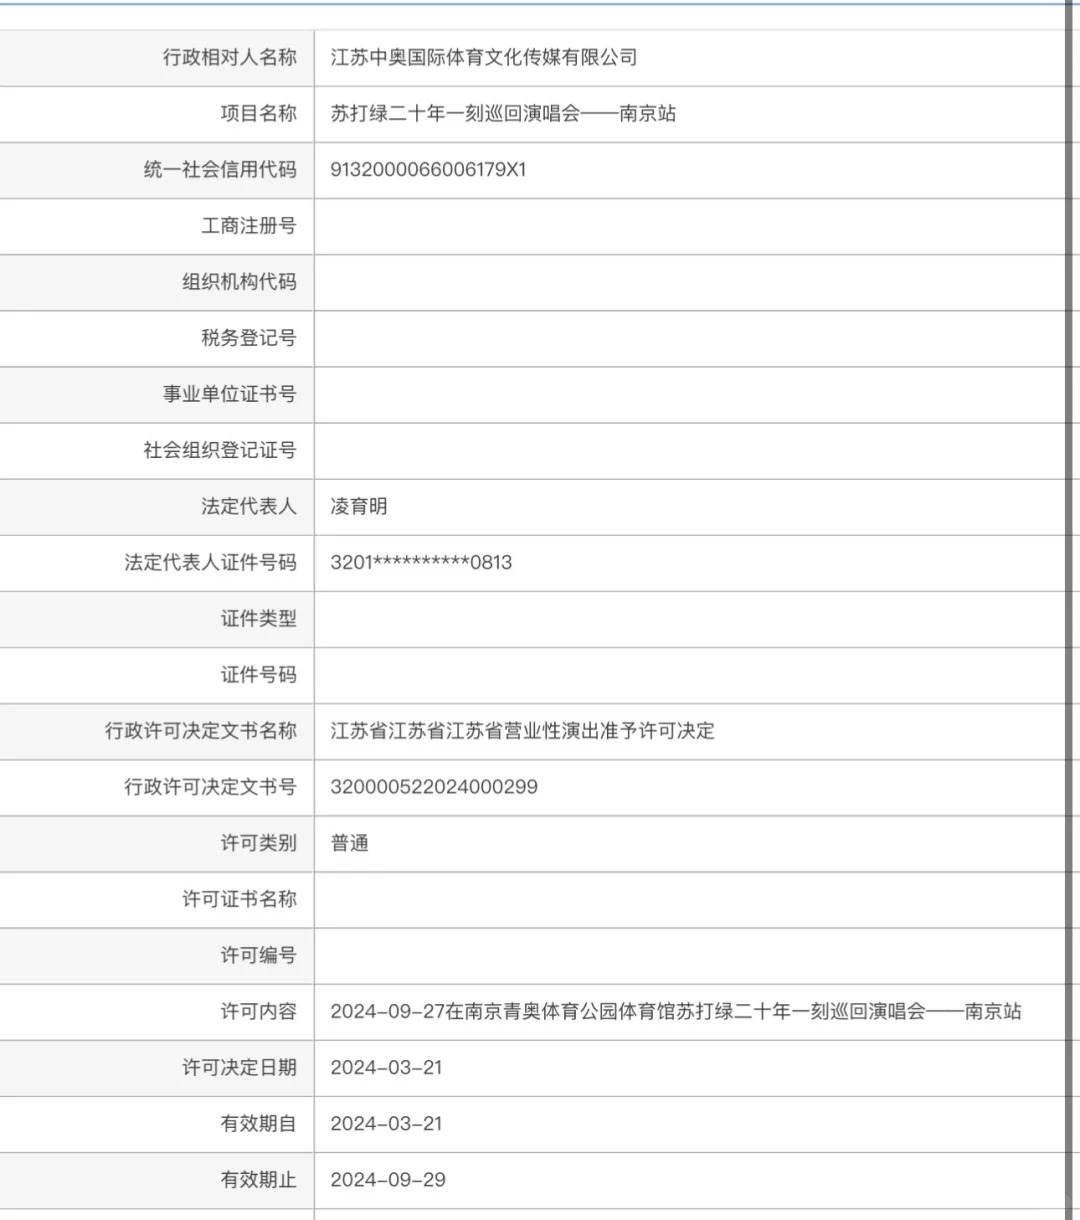 行政相对人名称 江苏中奥国际体育文化传媒有限公司
项目名称 苏打绿二十年一刻巡回演唱会——南京站
统一社会信用代码 9132000066006179X1
工商注册号
组织机构代码
税务登记号
事业单位证书号
社会组织登记证号
法定代表人 凌育明
法定代表人证件号码 3201**********0813
证件类型
证件号码
行政许可决定文书名称 江苏省江苏省江苏省营业性演出准予许可决定
行政许可决定文书号 320000522024000299
许可类别 普通
许可证书名称
许可编号
许可内容 2024-09-27在南京青奥体育公园体育馆苏打绿二十年一刻巡回演唱会——南京站
许可决定日期 2024-03-21
有效期自 2024-03-21
有效期止 2024-09-29